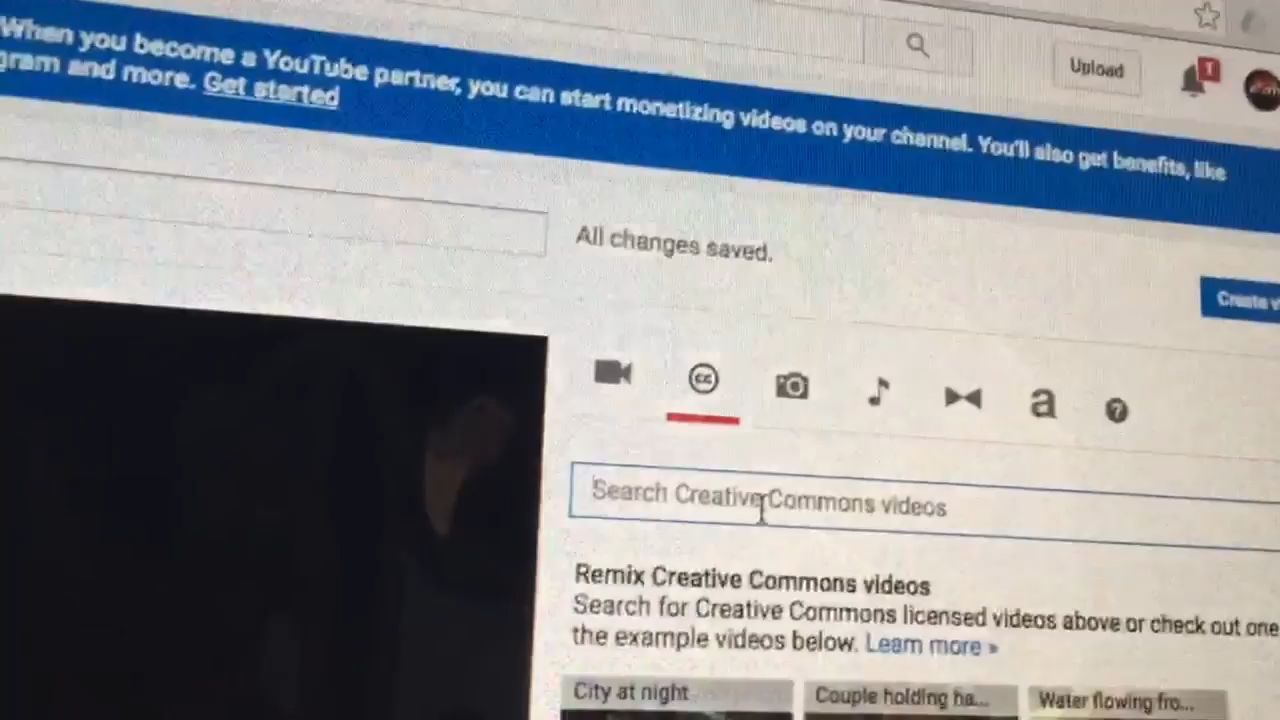 Upload
1
When you become a YouTube partner, you can start monetizing videos on your channel. You'll also get benefits, like
gram and more. Get started
All changes saved.
Create v
cc
a
?
Search Creative Commons videos
Remix Creative Commons videos
Search for Creative Commons licensed videos above or check out one
the example videos below. Learn more »
City at night
Couple holding ha...
Water flowing fro...